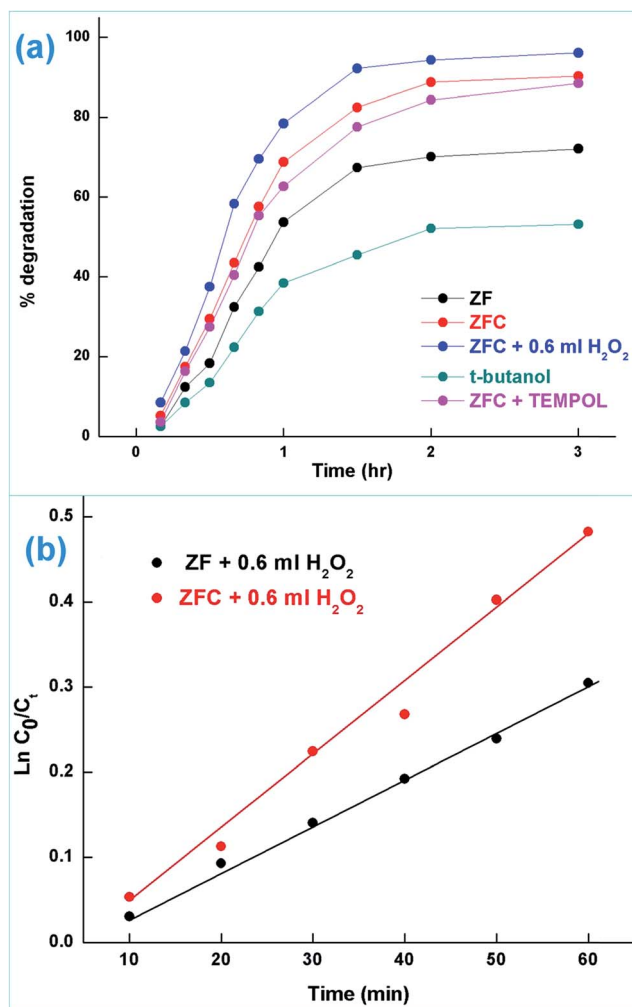 (a)
100
80
60
40
20
0
% degradation
ZF
ZFC
ZFC + 0.6 ml H₂O₂
t-butanol
ZFC + TEMPOL
0 1 2 3
Time (hr)
(b)
0.5
0.4
0.3
0.2
0.1
0.0
Ln C₀/Cₜ
ZF + 0.6 ml H₂O₂
ZFC + 0.6 ml H₂O₂
10 20 30 40 50 60
Time (min)